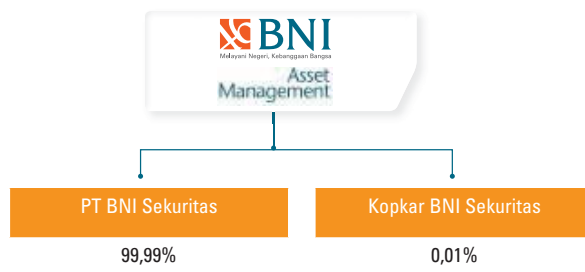 BNI
Melayani Negeri, Kebanggaan Bangsa
Asset
Management
PT BNI Sekuritas
Kopkar BNI Sekuritas
99,99%
0,01%